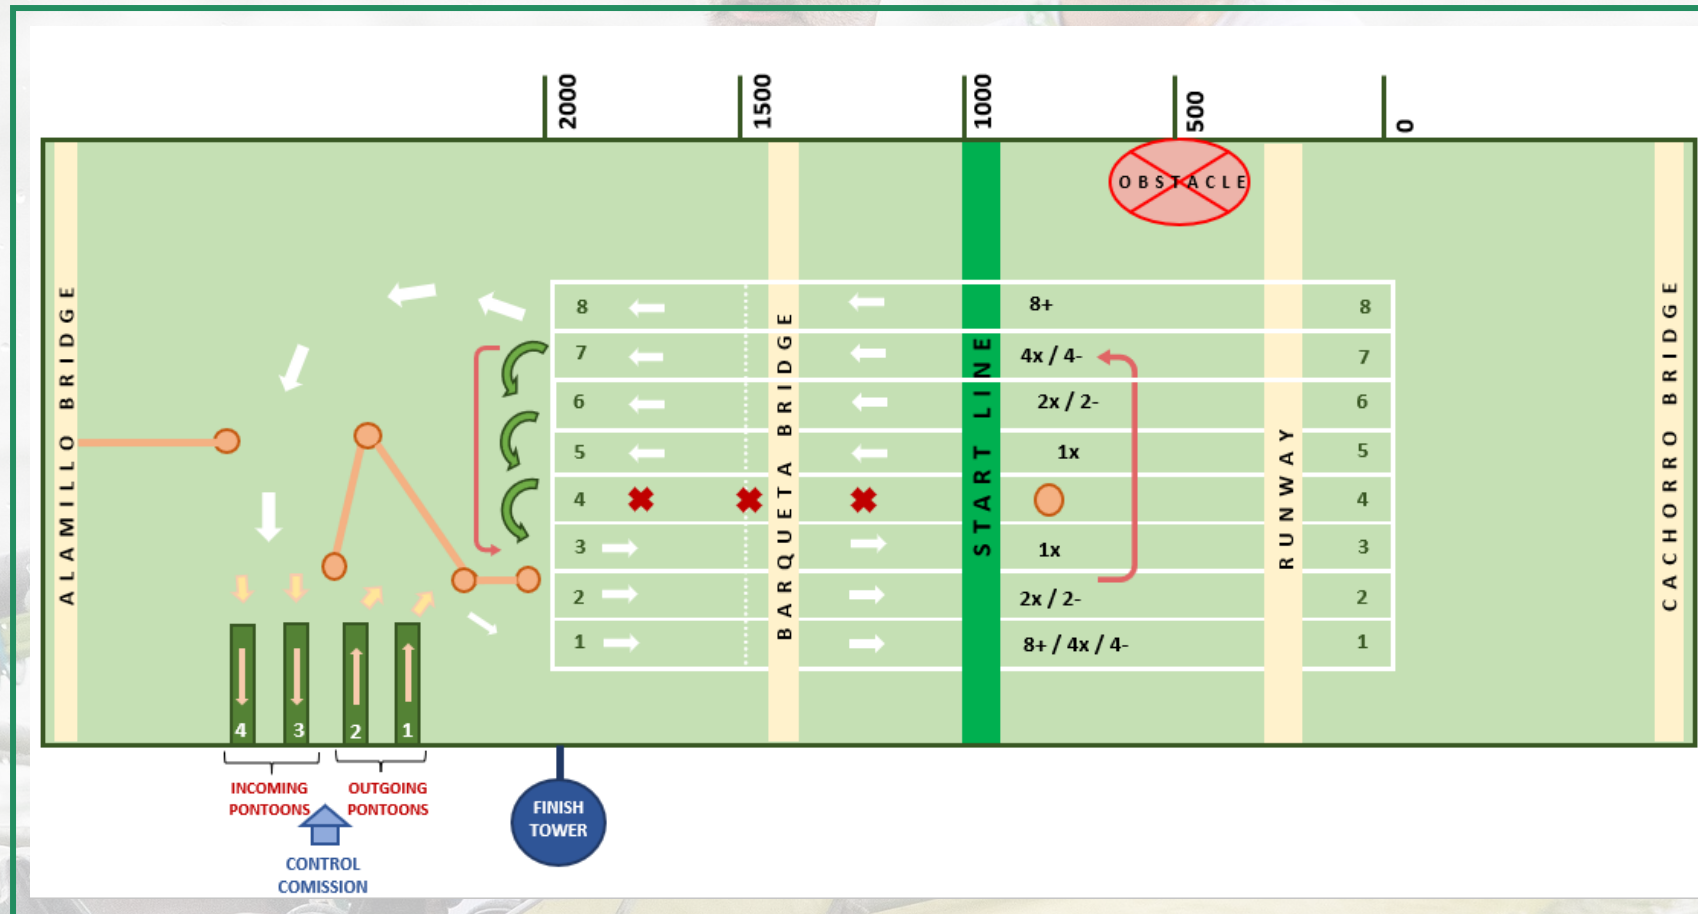 2000
1500
1000
500
0
OBSTACLE
ALAMILLO BRIDGE
BARQUETA BRIDGE
START LINE
RUNWAY
CACHORRO BRIDGE
8 8+ 8
7 4x / 4- 7
6 2x / 2- 6
5 1x 5
4 4
3 1x 3
2 2x / 2- 2
1 8+ / 4x / 4- 1
4 3 2 1
INCOMING
PONTOONS
OUTGOING
PONTOONS
FINISH
TOWER
CONTROL
COMISSION